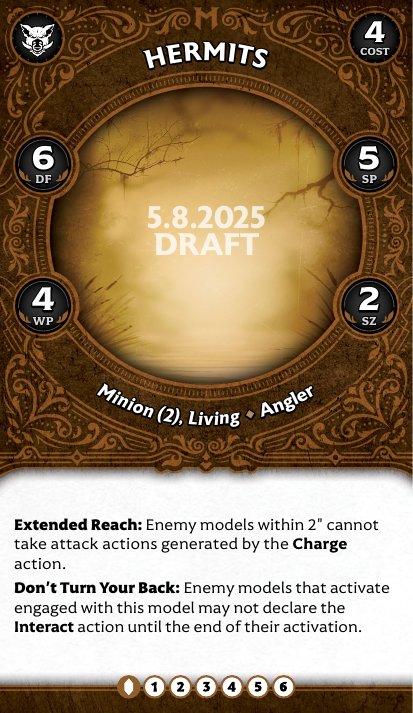 4
COST
HERMITS
6
DF
5
SP
5.8.2025
DRAFT
4
WP
2
SZ
Minion (2), Living ⬥ Angler
Extended Reach: Enemy models within 2" cannot
take attack actions generated by the Charge
action.
Don't Turn Your Back: Enemy models that activate
engaged with this model may not declare the
Interact action until the end of their activation.
1 2 3 4 5 6